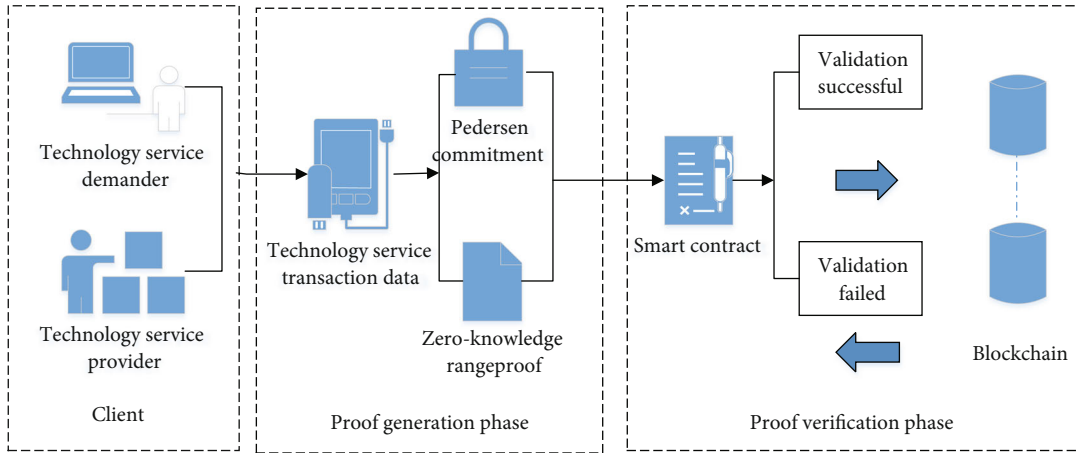 Technology service
demander
Technology service
provider
Client
Technology service
transaction data
Pedersen
commitment
Zero-knowledge
rangeproof
Proof generation phase
Smart contract
Validation
successful
Validation
failed
Blockchain
Proof verification phase